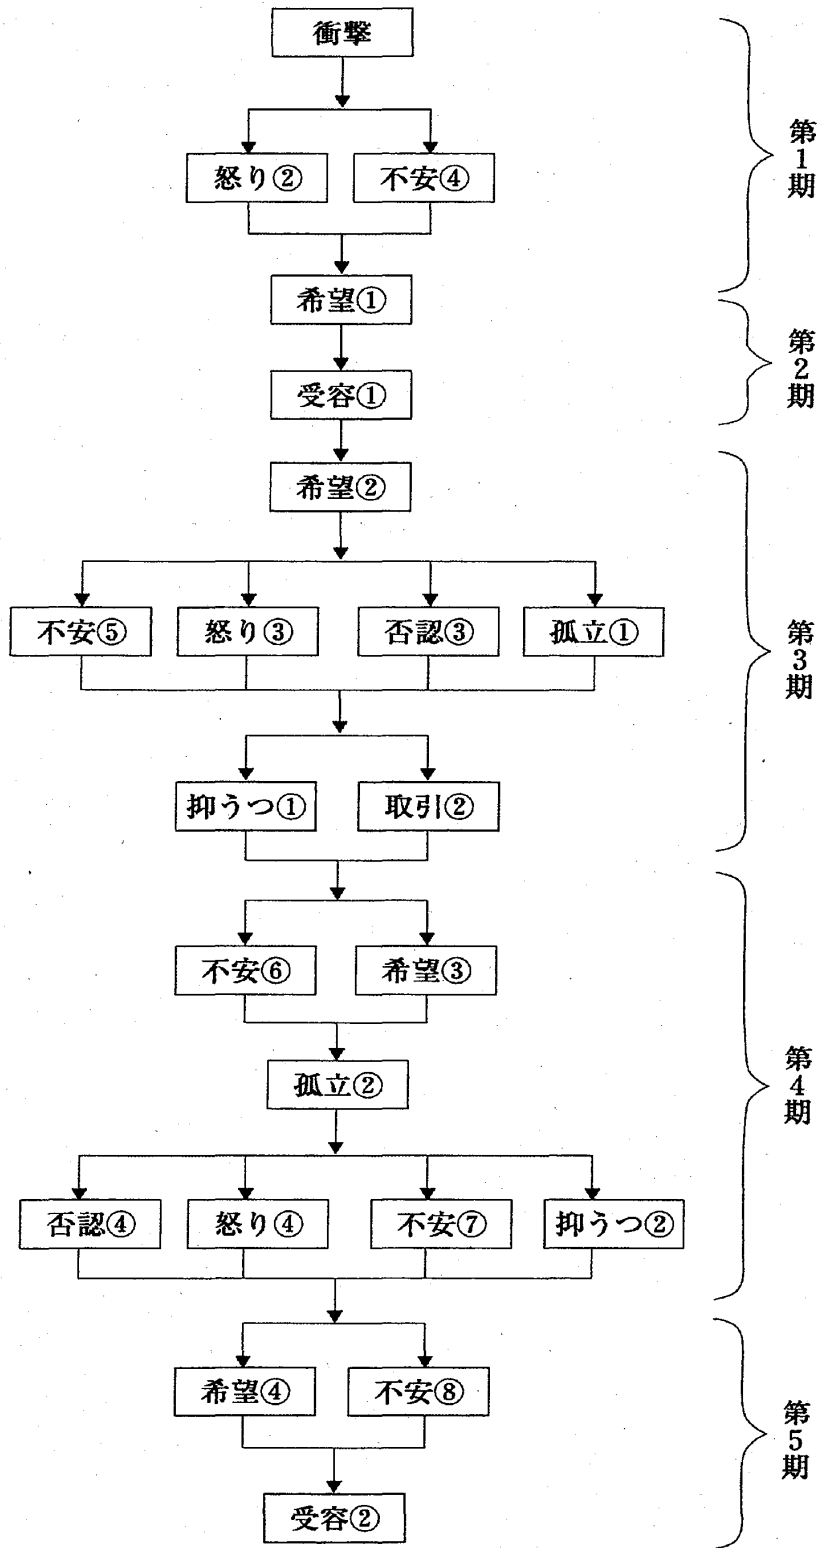 衝撃
怒り② 不安④
第1期
希望①
受容①
第2期
希望②
不安⑤ 怒り③ 否認③ 孤立①
抑うつ① 取引②
第3期
不安⑥ 希望③
孤立②
否認④ 怒り④ 不安⑦ 抑うつ②
第4期
希望④ 不安⑧
受容②
第5期